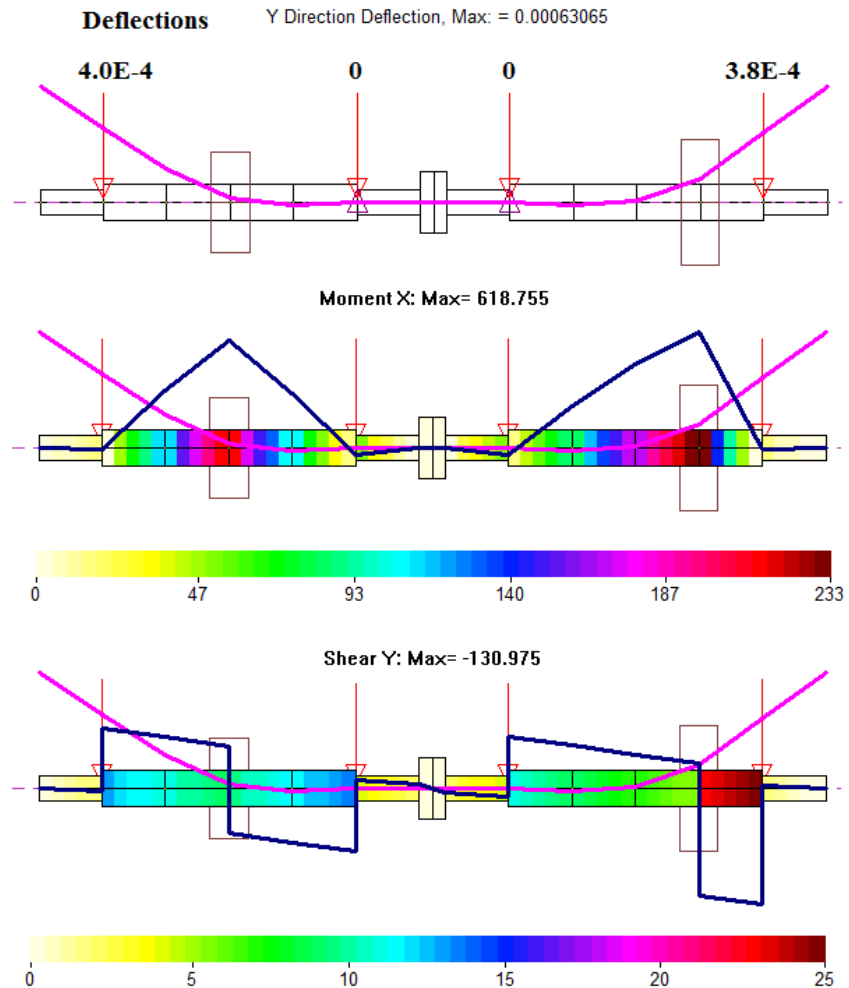 Deflections
Y Direction Deflection, Max: = 0.00063065
4.0E-4 0 0 3.8E-4
Moment X: Max= 618.755
0 47 93 140 187 233
Shear Y: Max= -130.975
0 5 10 15 20 25